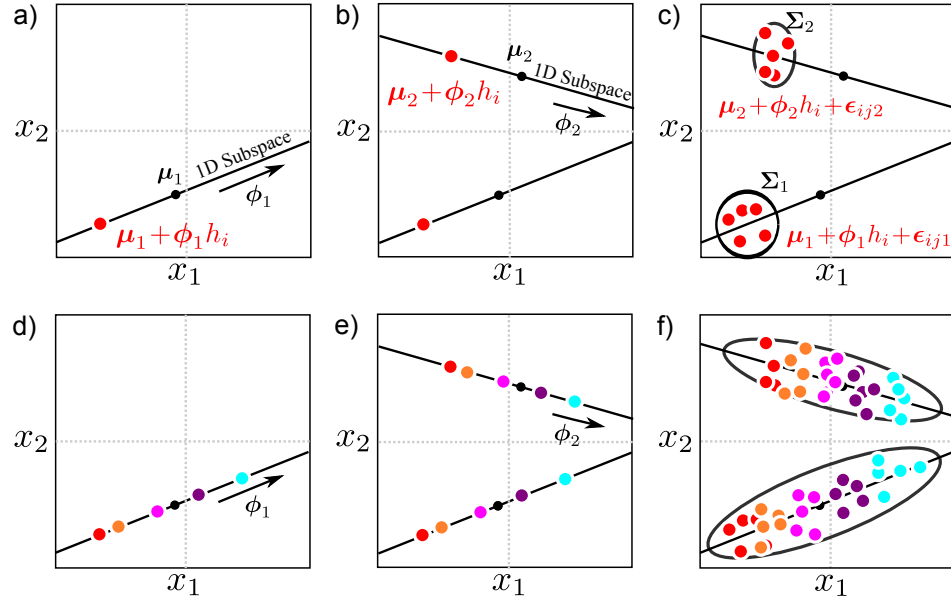 a)
μ₁
1D Subspace
ϕ₁
μ₁+ϕ₁hᵢ
x₂
x₁
b)
μ₂
1D Subspace
μ₂+ϕ₂hᵢ
ϕ₂
x₂
x₁
c)
Σ₂
μ₂+ϕ₂hᵢ+ϵᵢⱼ₂
Σ₁
μ₁+ϕ₁hᵢ+ϵᵢⱼ₁
x₂
x₁
d)
x₂
ϕ₁
x₁
e)
x₂
ϕ₂
x₁
f)
x₂
x₁